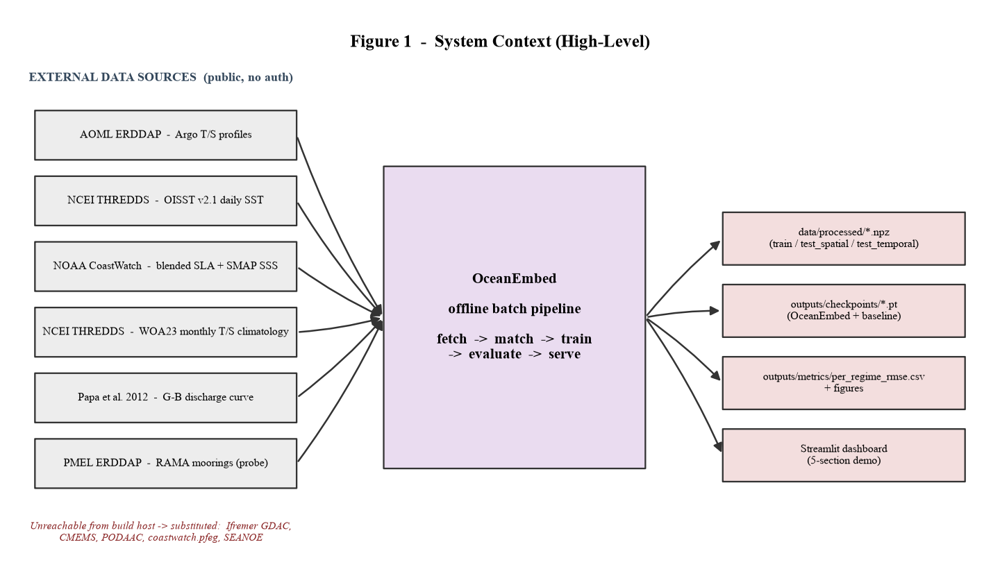 Figure 1 - System Context (High-Level)
EXTERNAL DATA SOURCES (public, no auth)
AOML ERDDAP - Argo T/S profiles
NCEI THREDDS - OISST v2.1 daily SST
NOAA CoastWatch - blended SLA + SMAP SSS
NCEI THREDDS - WOA23 monthly T/S climatology
Papa et al. 2012 - G-B discharge curve
PMEL ERDDAP - RAMA moorings (probe)
Unreachable from build host -> substituted: Ifremer GDAC,
CMEMS, PODAAC, coastwatch.pfeg, SEANOE
OceanEmbed
offline batch pipeline
fetch -> match -> train
-> evaluate -> serve
data/processed/*.npz
(train / test_spatial / test_temporal)
outputs/checkpoints/*.pt
(OceanEmbed + baseline)
outputs/metrics/per_regime_rmse.csv
+ figures
Streamlit dashboard
(5-section demo)